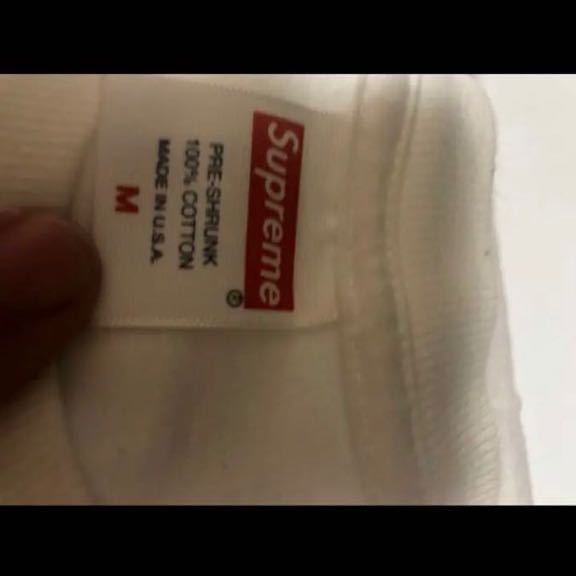 Supreme
®
PRE-SHRUNK
100% COTTON
MADE IN U.S.A.
M